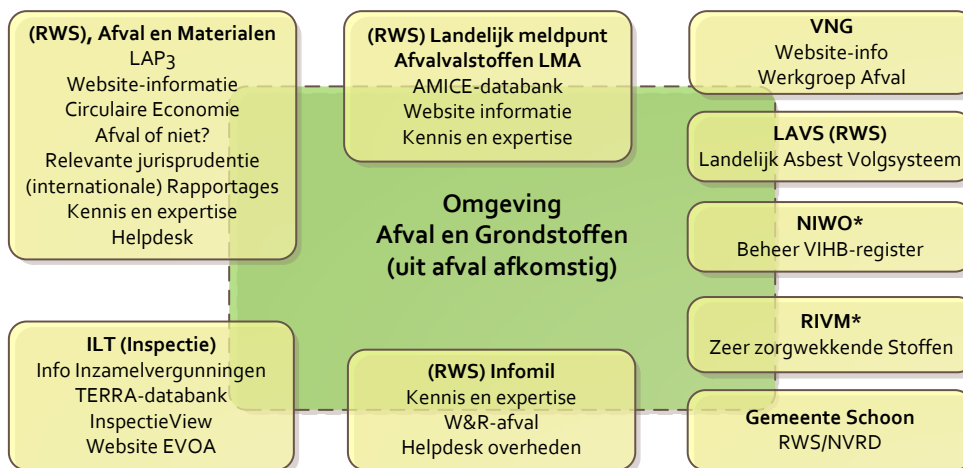 (RWS), Afval en Materialen
LAP3
Website-informatie
Circulaire Economie
Afval of niet?
Relevante jurisprudentie
(internationale) Rapportages
Kennis en expertise
Helpdesk
(RWS) Landelijk meldpunt
Afvalvalstoffen LMA
AMICE-databank
Website informatie
Kennis en expertise
VNG
Website-info
Werkgroep Afval
LAVS (RWS)
Landelijk Asbest Volgsysteem
NIWO*
Beheer VIHB-register
RIVM*
Zeer zorgwekkende Stoffen
Gemeente Schoon
RWS/NVRD
Omgeving
Afval en Grondstoffen
(uit afval afkomstig)
ILT (Inspectie)
Info Inzamelvergunningen
TERRA-databank
InspectieView
Website EVOA
(RWS) Infomil
Kennis en expertise
W&R-afval
Helpdesk overheden